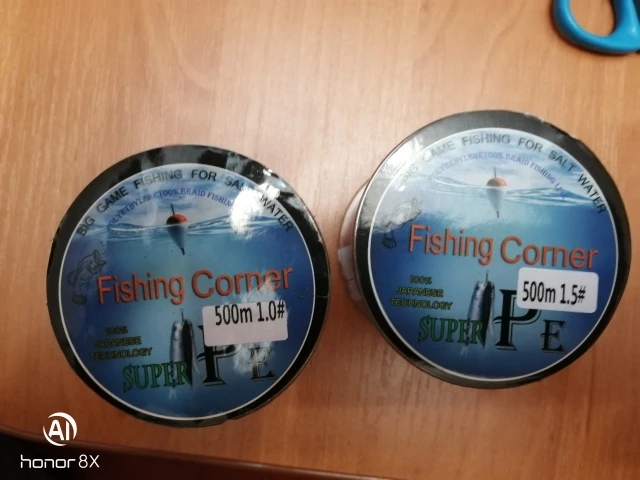 BIG GAME FISHING FOR SALT WATER
Fishing Corner
500m 1.0#
100%
JAPANESE
TECHNOLOGY
SUPER PE
BIG GAME FISHING FOR SALT WATER
Fishing Corner
500m 1.5#
100%
JAPANESE
TECHNOLOGY
SUPER PE
AI
honor 8X